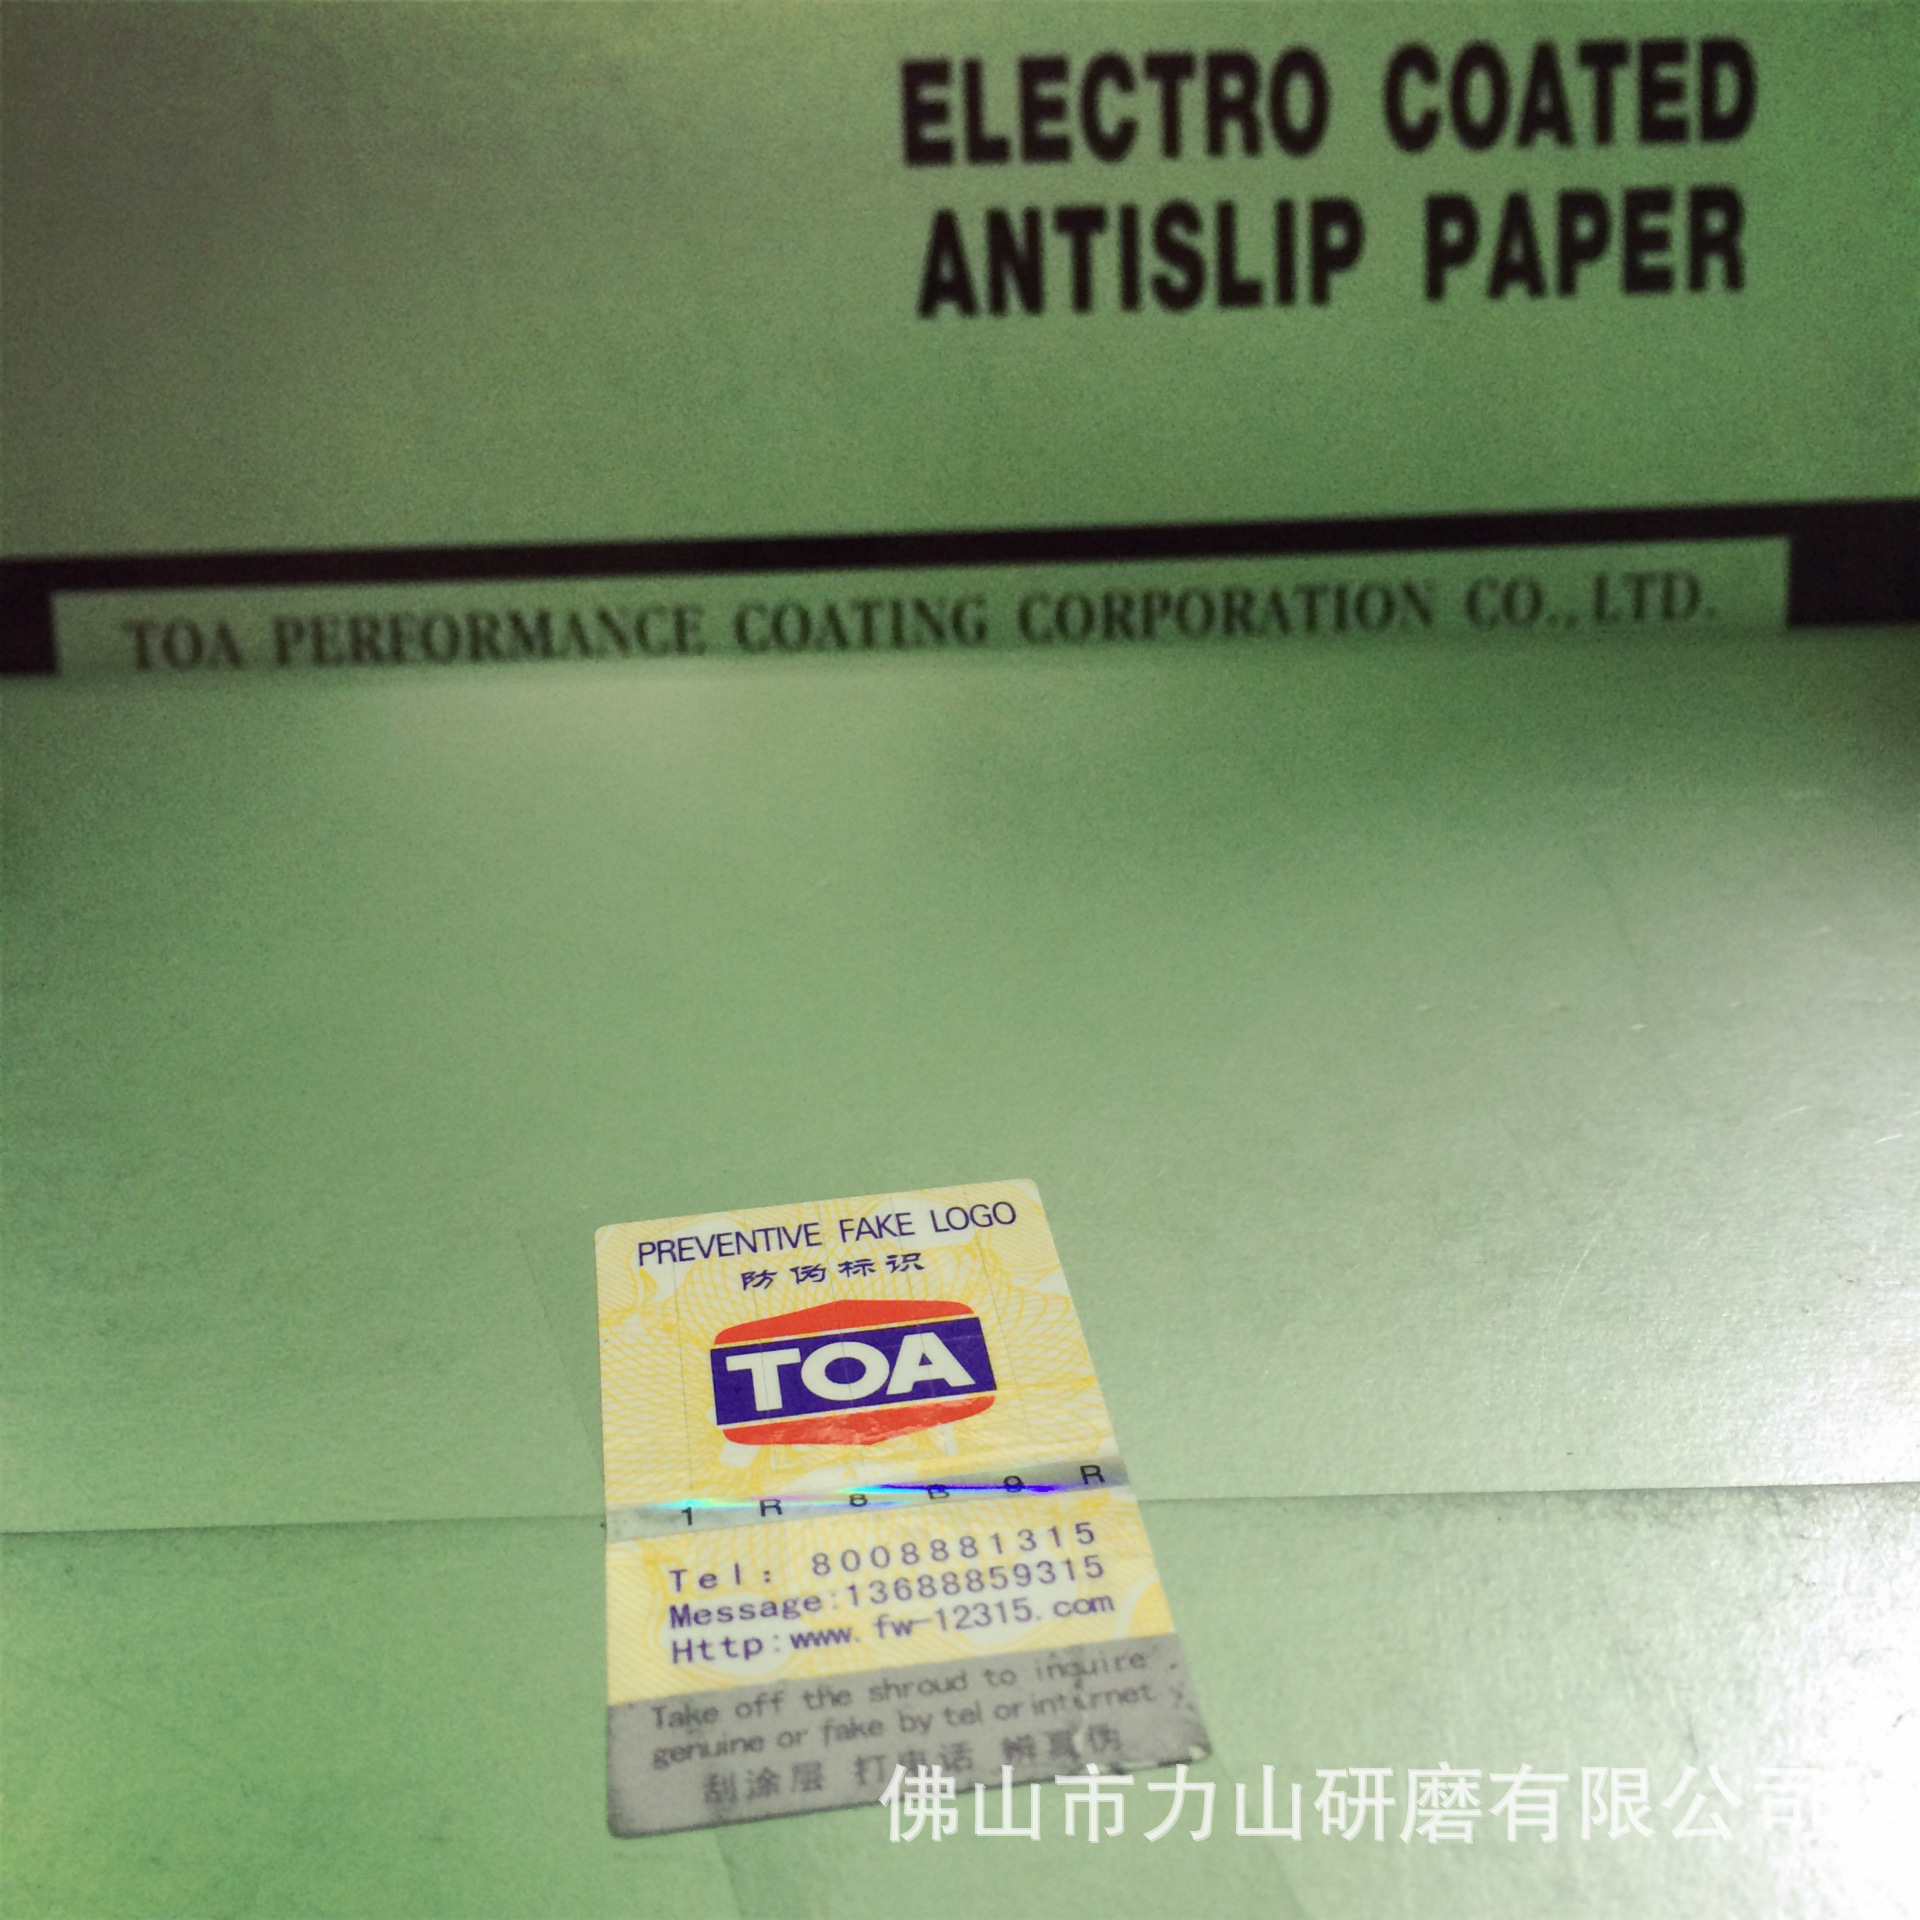 ELECTRO COATED
ANTISLIP PAPER
TOA PERFORMANCE COATING CORPORATION CO., LTD.
PREVENTIVE FAKE LOGO
防伪标识
TOA
1 R 8 B 9 R
Tel: 8008881315
Message:13688859315
Http:www.fw-12315.com
Take off the shroud to inquire
genuine or fake by tel or internet
刮涂层 打电话 辨真伪
佛山市力山研磨有限公司